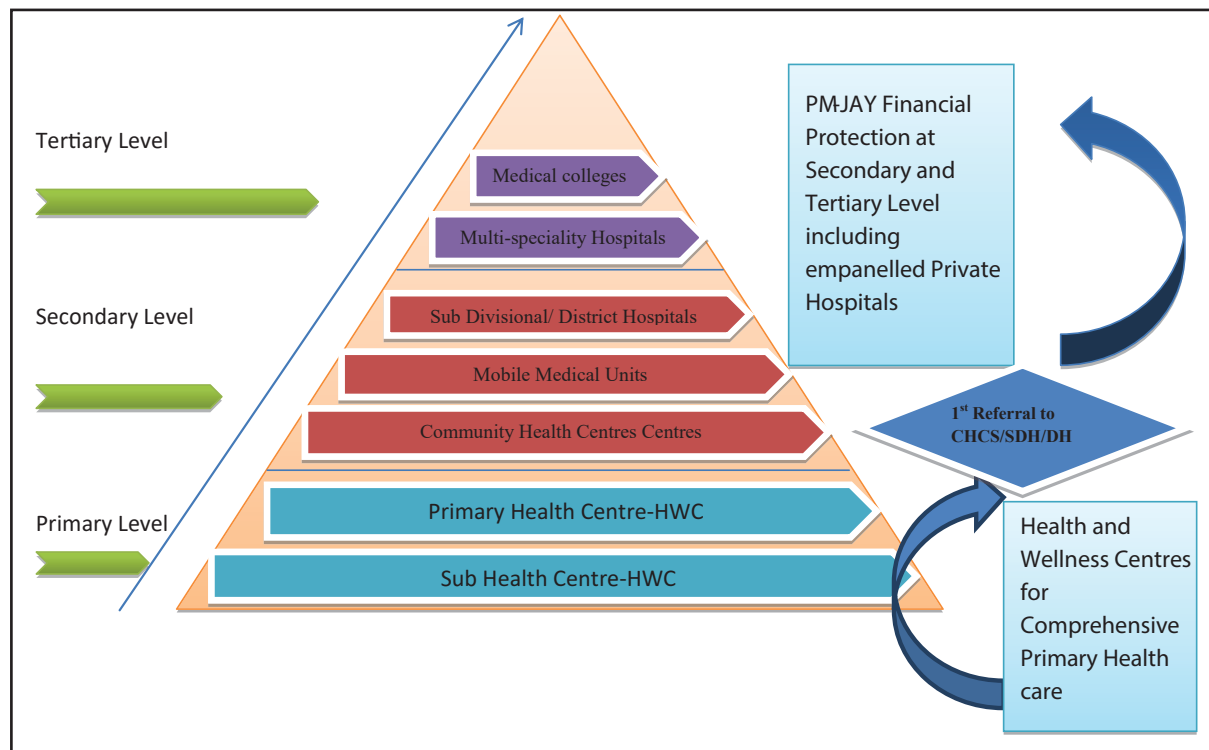 Tertiary Level
Secondary Level
Primary Level
Medical colleges
Multi-speciality Hospitals
Sub Divisional/ District Hospitals
Mobile Medical Units
Community Health Centres Centres
Primary Health Centre-HWC
Sub Health Centre-HWC
PM-JAY Financial
Protection at
Secondary and
Tertiary Level
including
empanelled Private
Hospitals
1st Referral to
CHCS/SDH/DH
Health and
Wellness Centres
for
Comprehensive
Primary Health
care